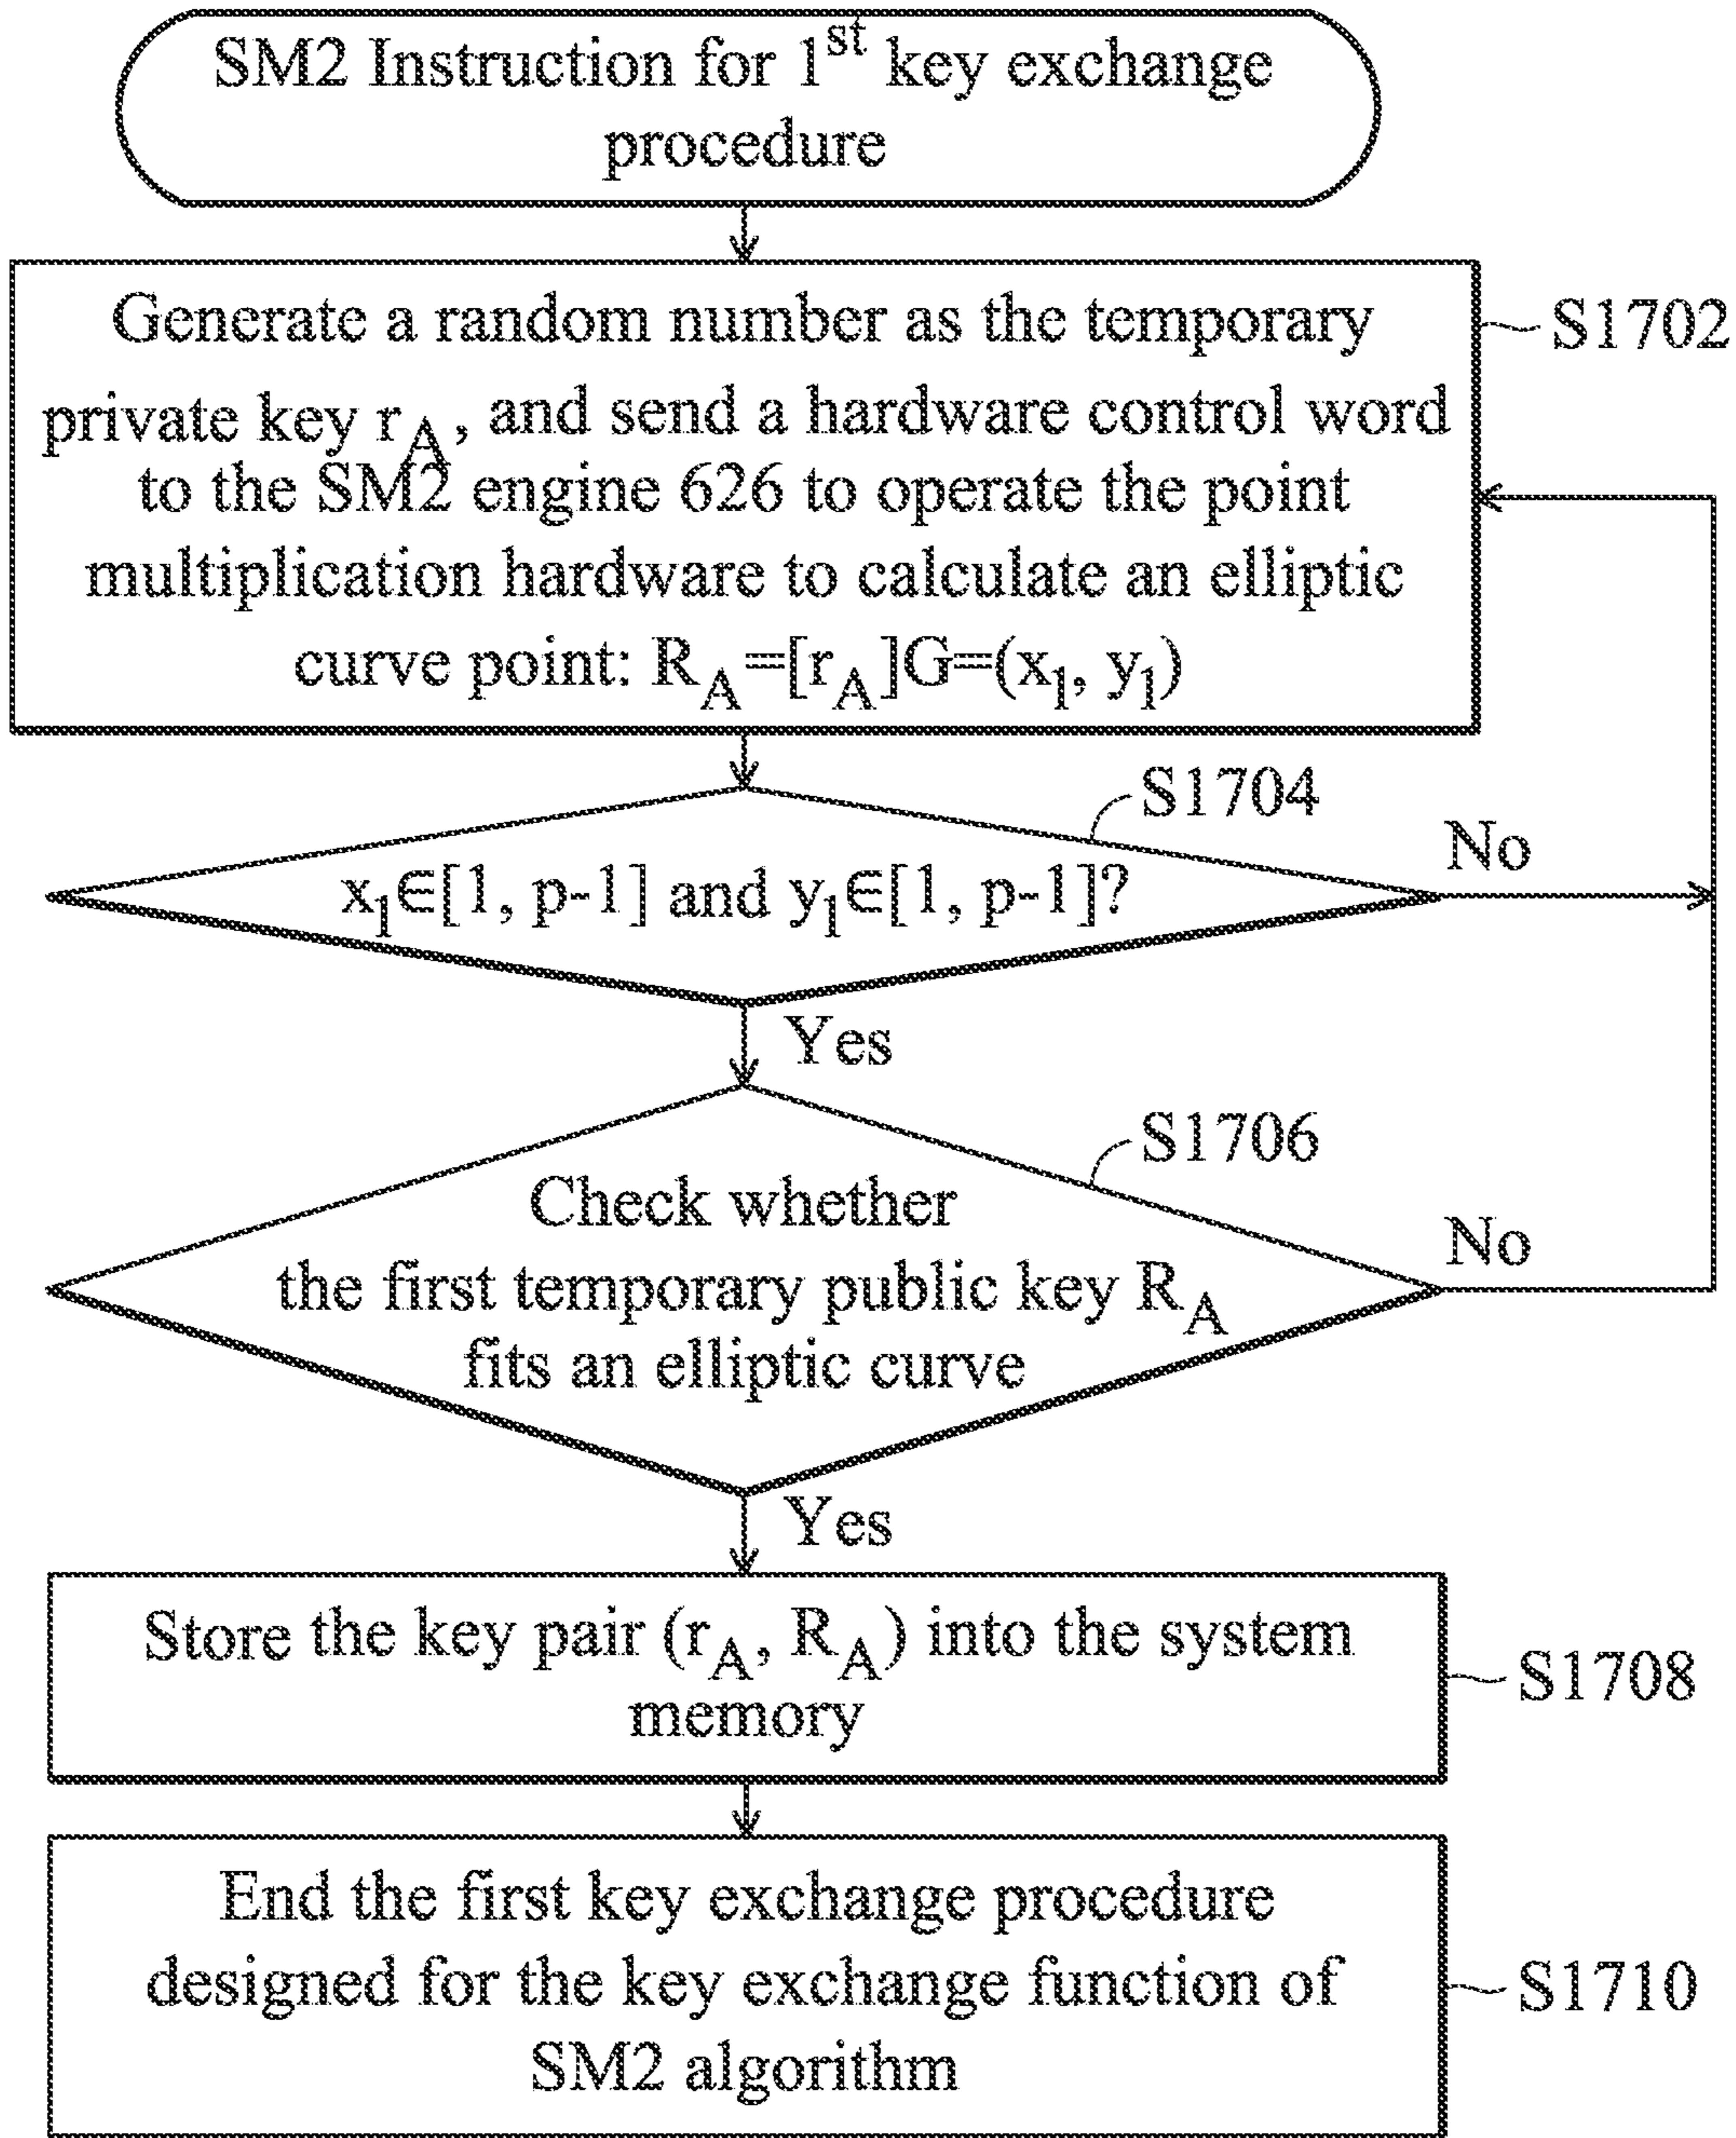 SM2 Instruction for 1st key exchange
procedure
Generate a random number as the temporary
S1702
private key rA, and send a hardware control word
to the SM2 engine 626 to operate the point
multiplication hardware to calculate an elliptic
curve point: RA=[rA]G=(x1, y1)
S1704
No
x1∈[1, p-1] and y1∈[1, p-1]?
Yes
S1706
Check whether
No
the first temporary public key RA
fits an elliptic curve
Yes
Store the key pair (rA, RA) into the system
memory
S1708
End the first key exchange procedure
designed for the key exchange function of
S1710
SM2 algorithm